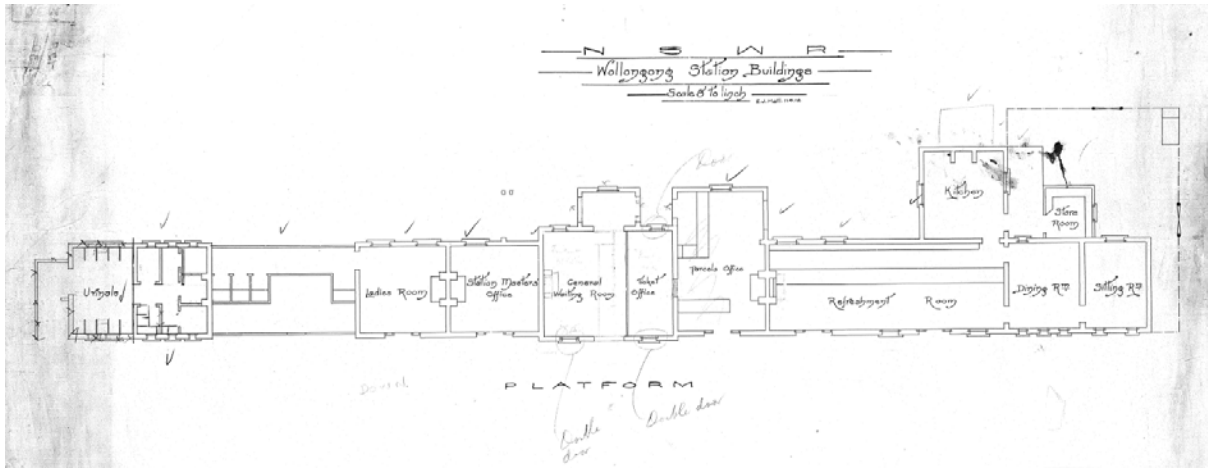 N S W R
Wollongong Station Buildings
Scale 8' to 1 inch
Door
Kitchen
Store Room
Urinals
Ladies Room
Station Masters Office
General Waiting Room
Ticket Office
Parcels Office
Refreshment Room
Dining Rm
Sitting Rm
PLATFORM
Double door
Double door